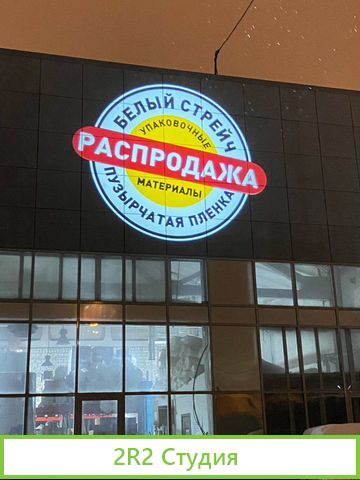 БЕЛЫЙ СТРЕЙЧ
УПАКОВОЧНЫЕ
РАСПРОДАЖА
МАТЕРИАЛЫ
ПУЗЫРЧАТАЯ ПЛЕНКА
2R2 Студия